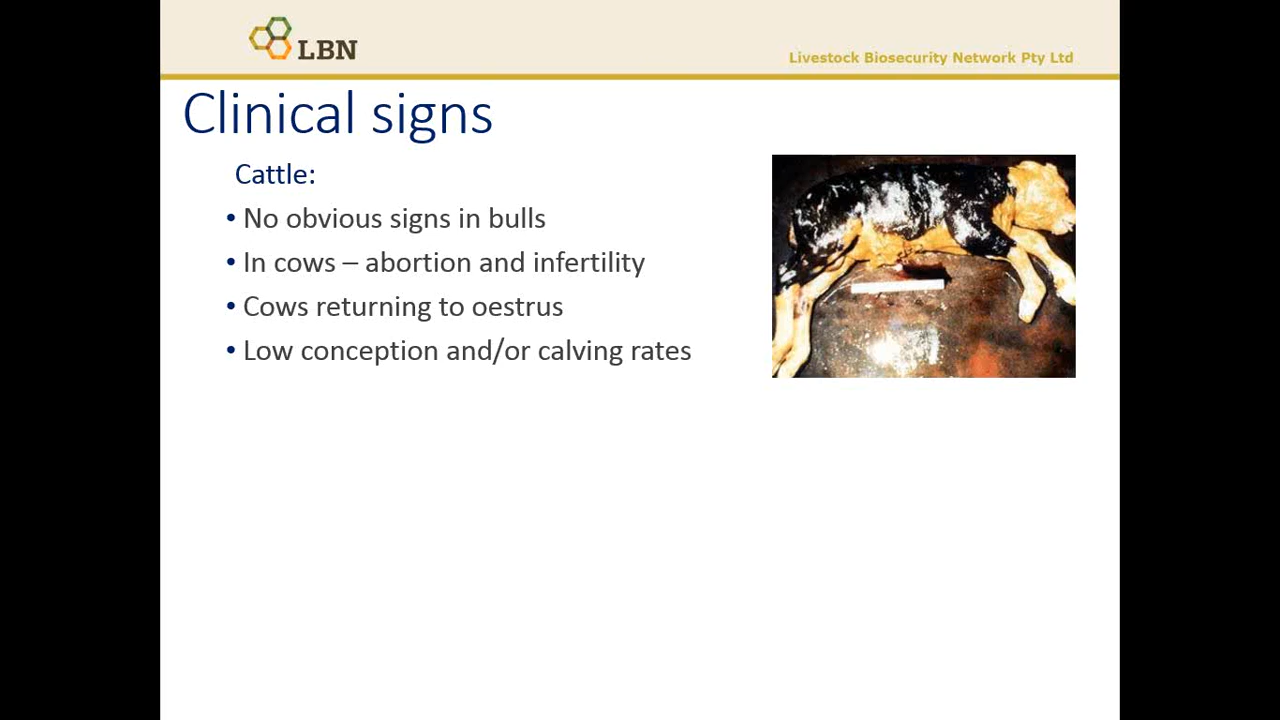 LBN
Livestock Biosecurity Network Pty Ltd
Clinical signs
Cattle:
• No obvious signs in bulls
• In cows – abortion and infertility
• Cows returning to oestrus
• Low conception and/or calving rates